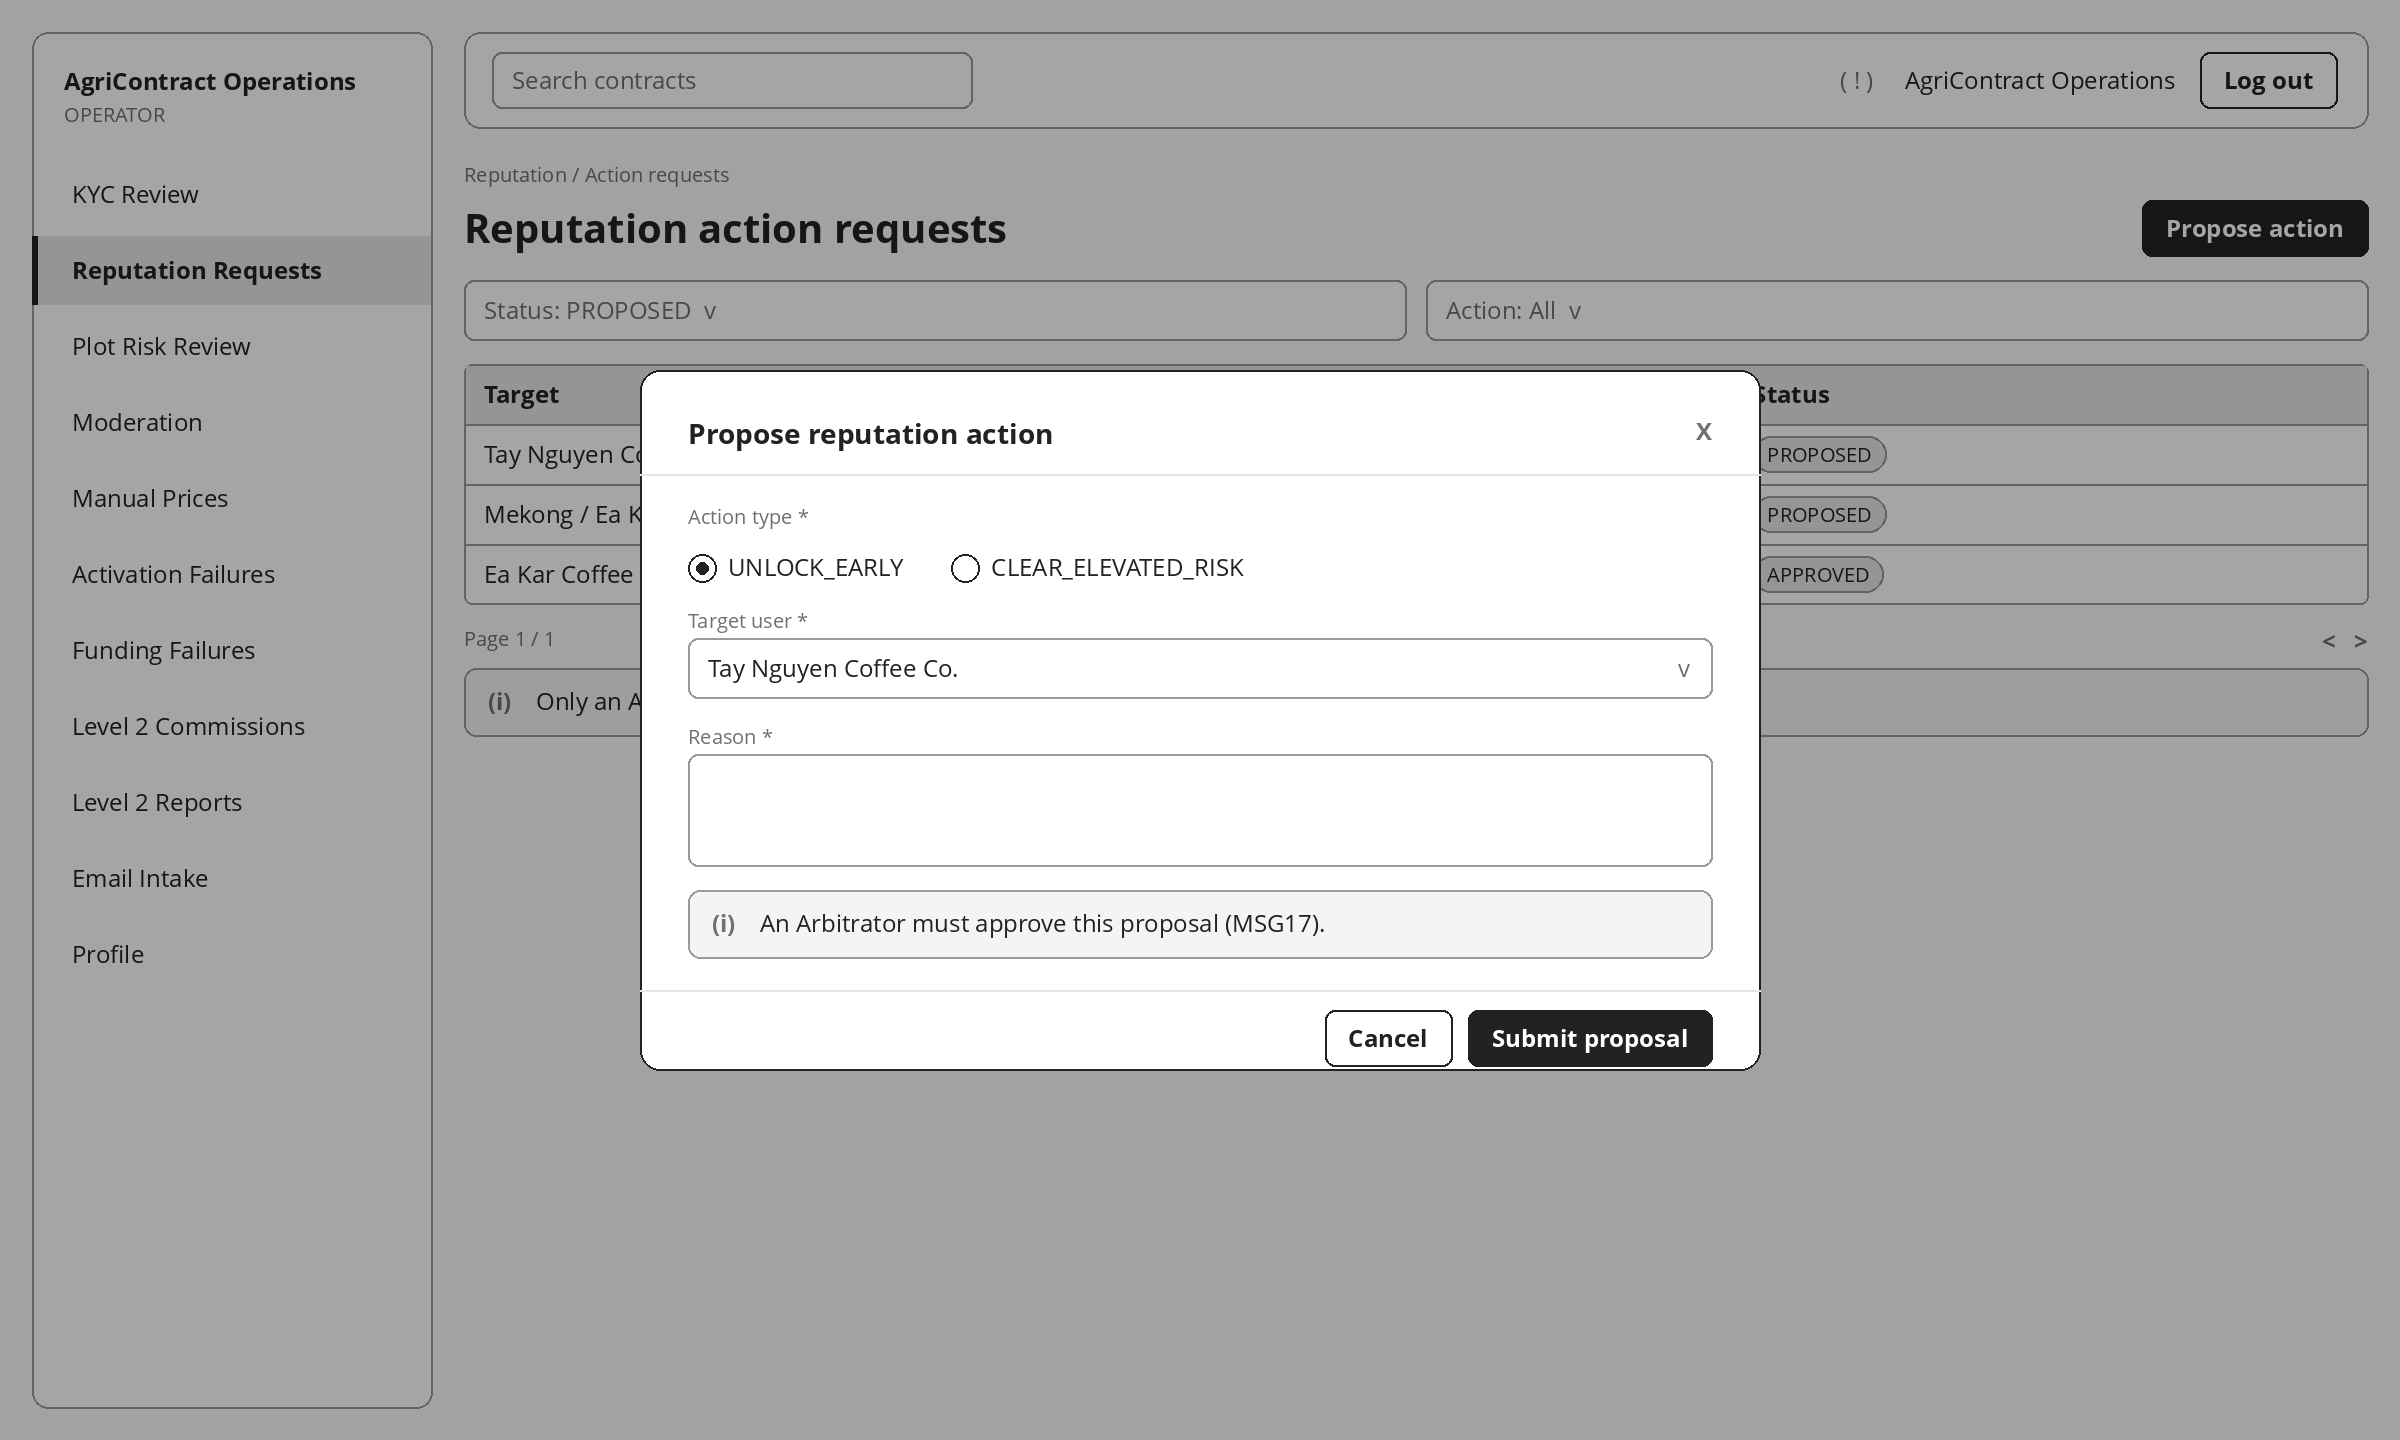 AgriContract Operations
OPERATOR
KYC Review
Reputation Requests
Plot Risk Review
Moderation
Manual Prices
Activation Failures
Funding Failures
Level 2 Commissions
Level 2 Reports
Email Intake
Profile
Search contracts
( ! ) AgriContract Operations Log out
Reputation / Action requests
Reputation action requests
Propose action
Status: PROPOSED v
Action: All v
Target Status
Tay Nguyen PROPOSED
Mekong / Ea PROPOSED
Ea Kar Coffee APPROVED
Page 1 / 1 < >
(i) Only an
Propose reputation action X
Action type *
UNLOCK_EARLY CLEAR_ELEVATED_RISK
Target user *
Tay Nguyen Coffee Co. v
Reason *
(i) An Arbitrator must approve this proposal (MSG17).
Cancel Submit proposal